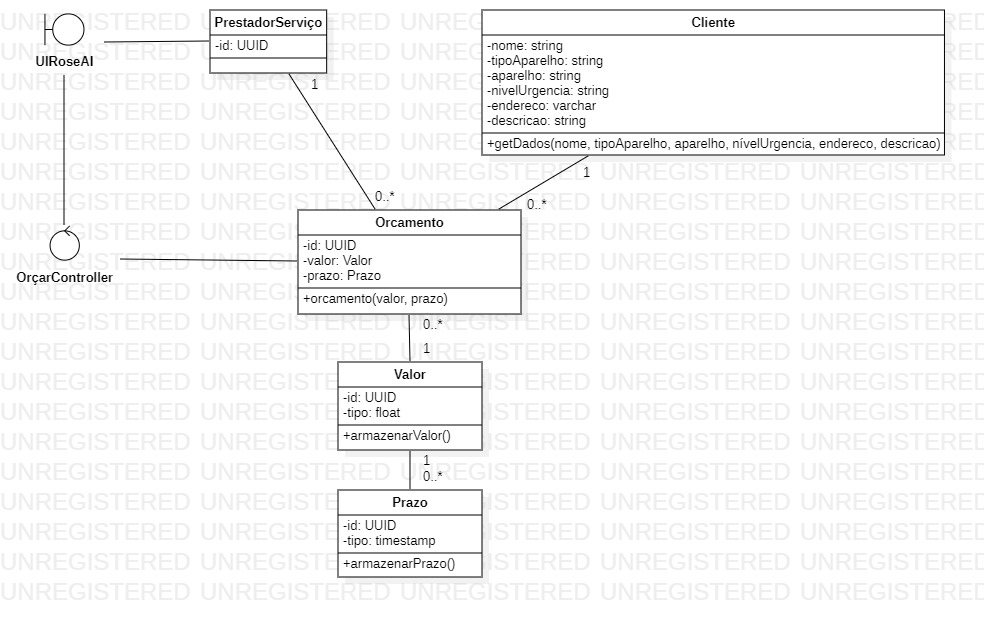 PrestadorServiço
-id: UUID
Cliente
-nome: string
-tipoAparelho: string
-aparelho: string
-nivelUrgencia: string
-endereco: varchar
-descricao: string
+getDados(nome, tipoAparelho, aparelho, nívelUrgencia, endereco, descricao)
UIRoseAI
1
0..*
1
0..*
Orcamento
-id: UUID
-valor: Valor
-prazo: Prazo
+orcamento(valor, prazo)
OrçarController
0..*
1
Valor
-id: UUID
-tipo: float
+armazenarValor()
1
0..*
Prazo
-id: UUID
-tipo: timestamp
+armazenarPrazo()
UNREGISTERED UNREGISTERED UNREGISTERED UNREGISTERED UNREGISTERED